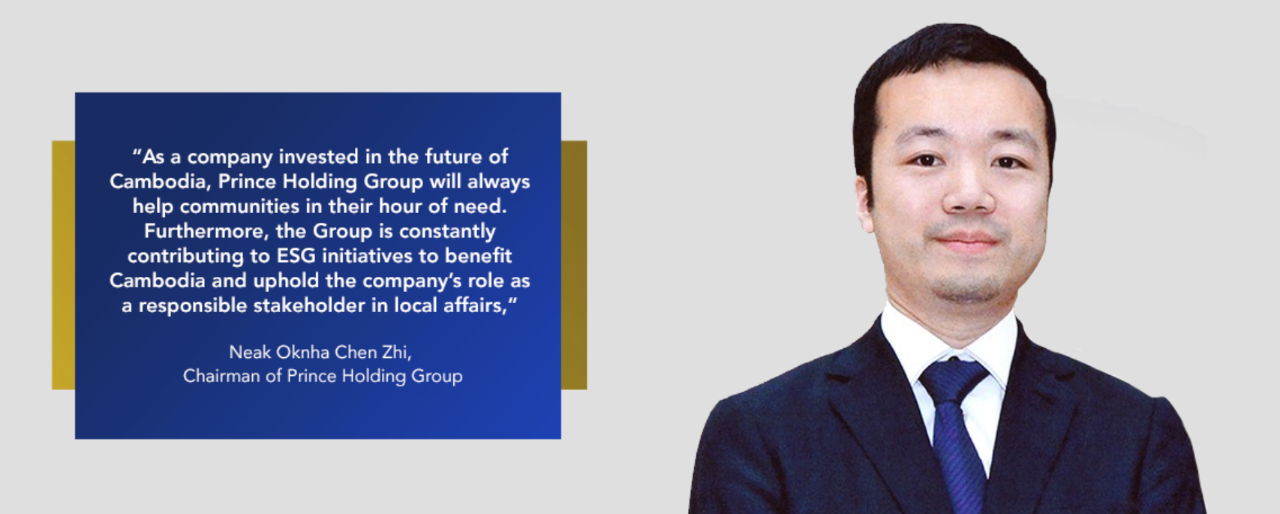 “As a company invested in the future of
Cambodia, Prince Holding Group will always
help communities in their hour of need.
Furthermore, the Group is constantly
contributing to ESG initiatives to benefit
Cambodia and uphold the company’s role as
a responsible stakeholder in local affairs,”
Neak Oknha Chen Zhi,
Chairman of Prince Holding Group